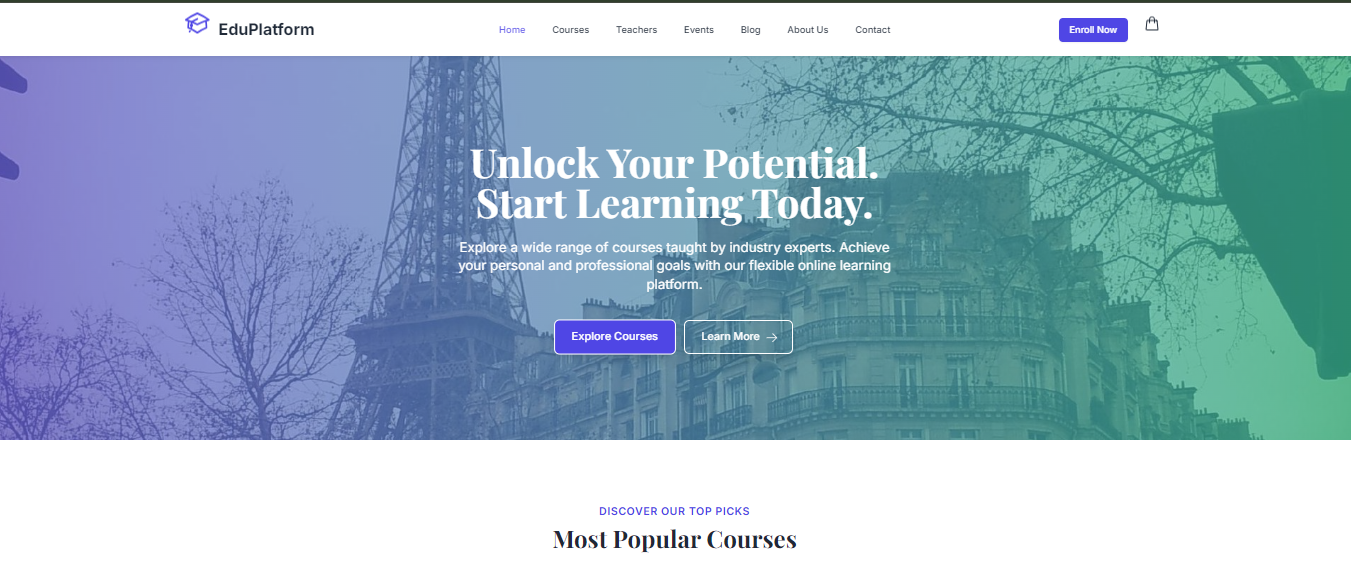 EduPlatform
Home Courses Teachers Events Blog About Us Contact
Enroll Now
Unlock Your Potential.
Start Learning Today.
Explore a wide range of courses taught by industry experts. Achieve
your personal and professional goals with our flexible online learning
platform.
Explore Courses
Learn More →
DISCOVER OUR TOP PICKS
Most Popular Courses